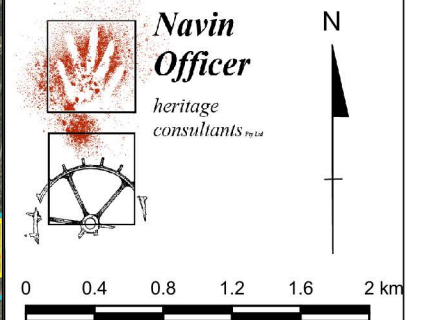 Navin
Officer
heritage
consultants Pty Ltd
N
0 0.4 0.8 1.2 1.6 2 km